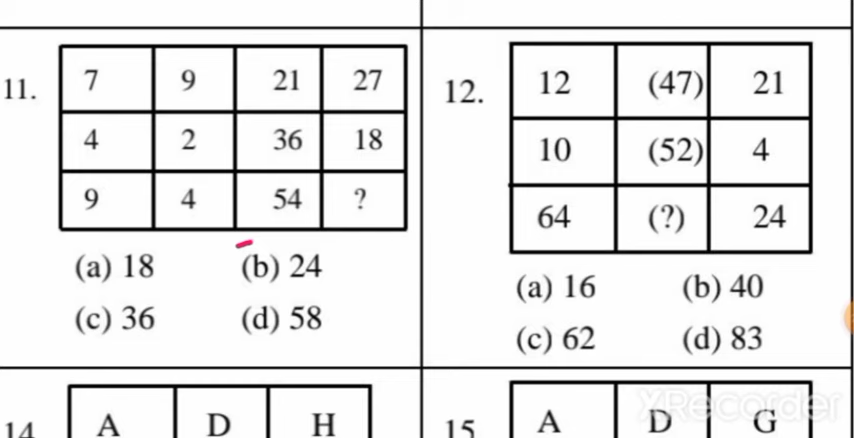 11.
7 9 21 27
4 2 36 18
9 4 54 ?
(a) 18 (b) 24
(c) 36 (d) 58
12.
12 (47) 21
10 (52) 4
64 (?) 24
(a) 16 (b) 40
(c) 62 (d) 83
14
A D H
15
A D G
XRecorder